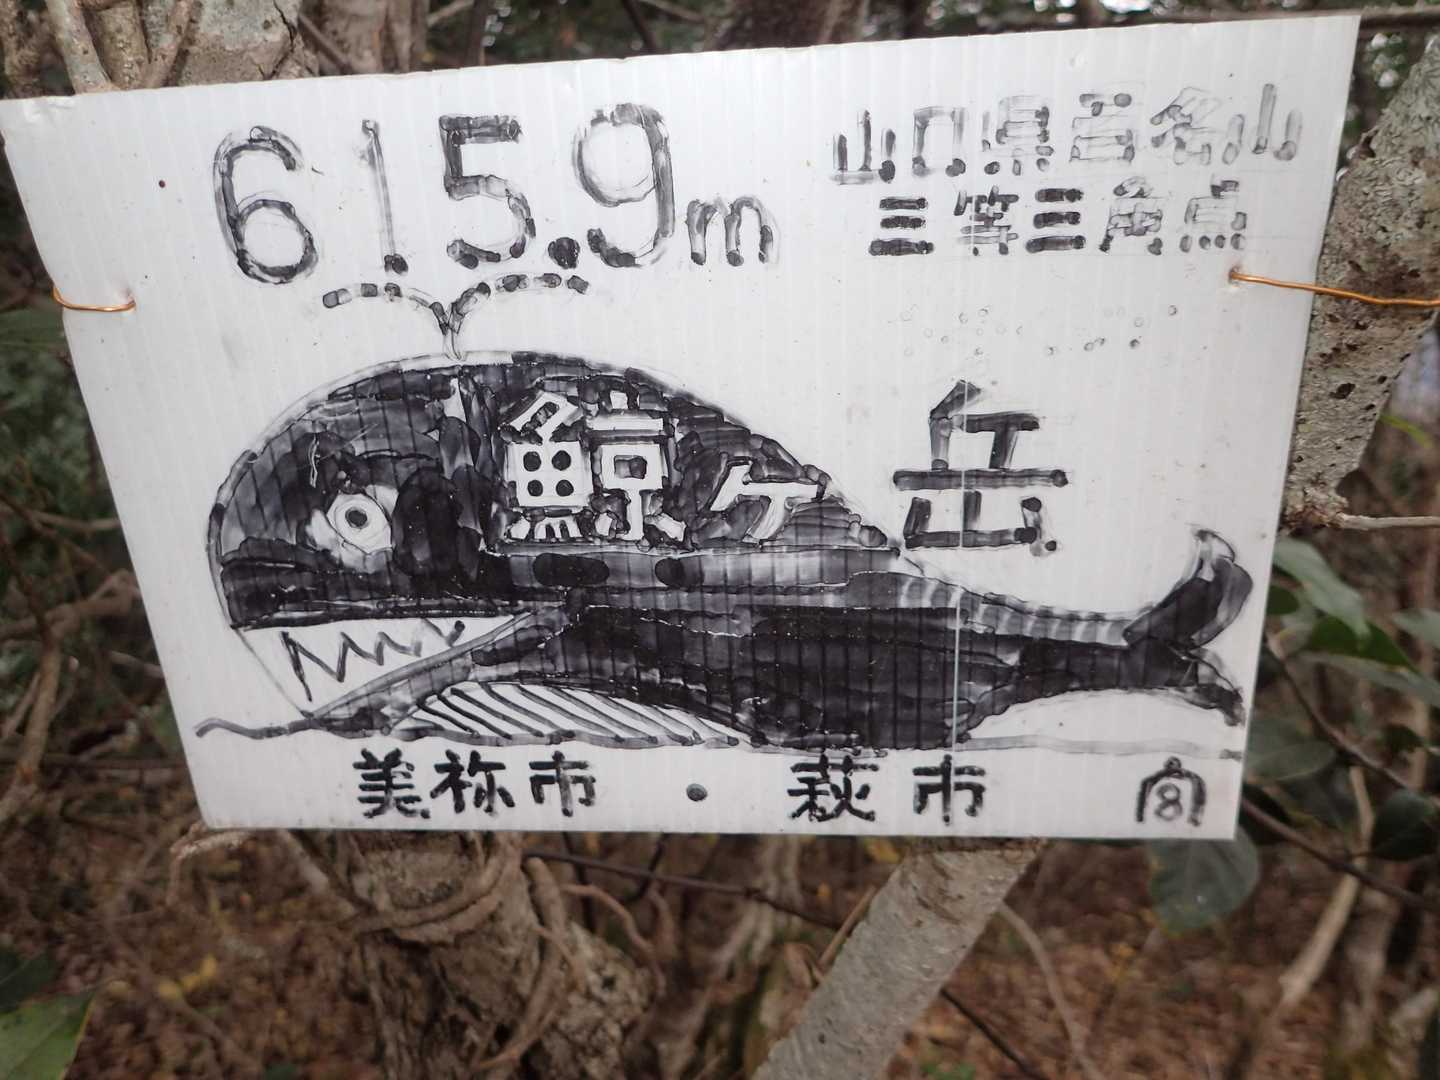 615.9m
山口県百名山
三等三角点
鯨ヶ岳
美祢市・萩市